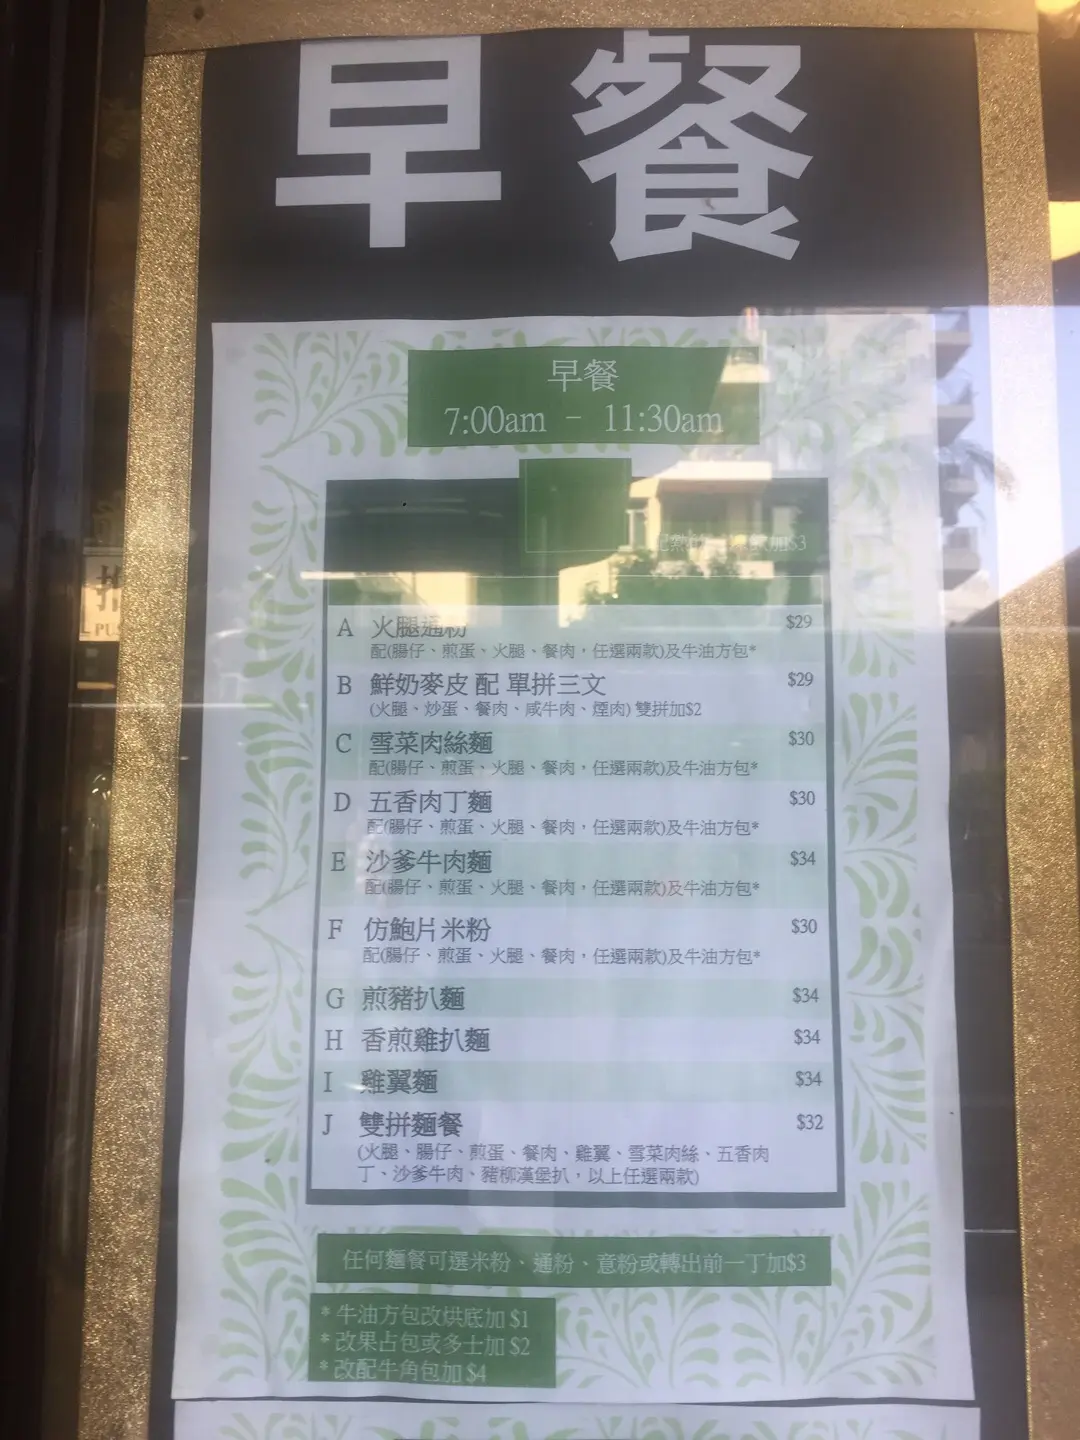 早餐
早餐
7:00am - 11:30am
加$3
推
A 火腿通粉 $29
配(腸仔、煎蛋、火腿、餐肉,任選兩款)及牛油方包*
B 鮮奶麥皮 配 單拼三文 $29
(火腿、炒蛋、餐肉、咸牛肉、煙肉) 雙拼加$2
C 雪菜肉絲麵 $30
配(腸仔、煎蛋、火腿、餐肉,任選兩款)及牛油方包*
D 五香肉丁麵 $30
配(腸仔、煎蛋、火腿、餐肉,任選兩款)及牛油方包*
E 沙爹牛肉麵 $34
配(腸仔、煎蛋、火腿、餐肉,任選兩款)及牛油方包*
F 仿鮑片米粉 $30
配(腸仔、煎蛋、火腿、餐肉,任選兩款)及牛油方包*
G 煎豬扒麵 $34
H 香煎雞扒麵 $34
I 雞翼麵 $34
J 雙拼麵餐 $32
(火腿、腸仔、煎蛋、餐肉、雞翼、雪菜肉絲、五香肉
丁、沙爹牛肉、豬柳漢堡扒,以上任選兩款)
任何麵餐可選米粉、通粉、意粉或轉出前一丁加$3
* 牛油方包改烘底加 $1
* 改果占包或多士加 $2
* 改配牛角包加 $4